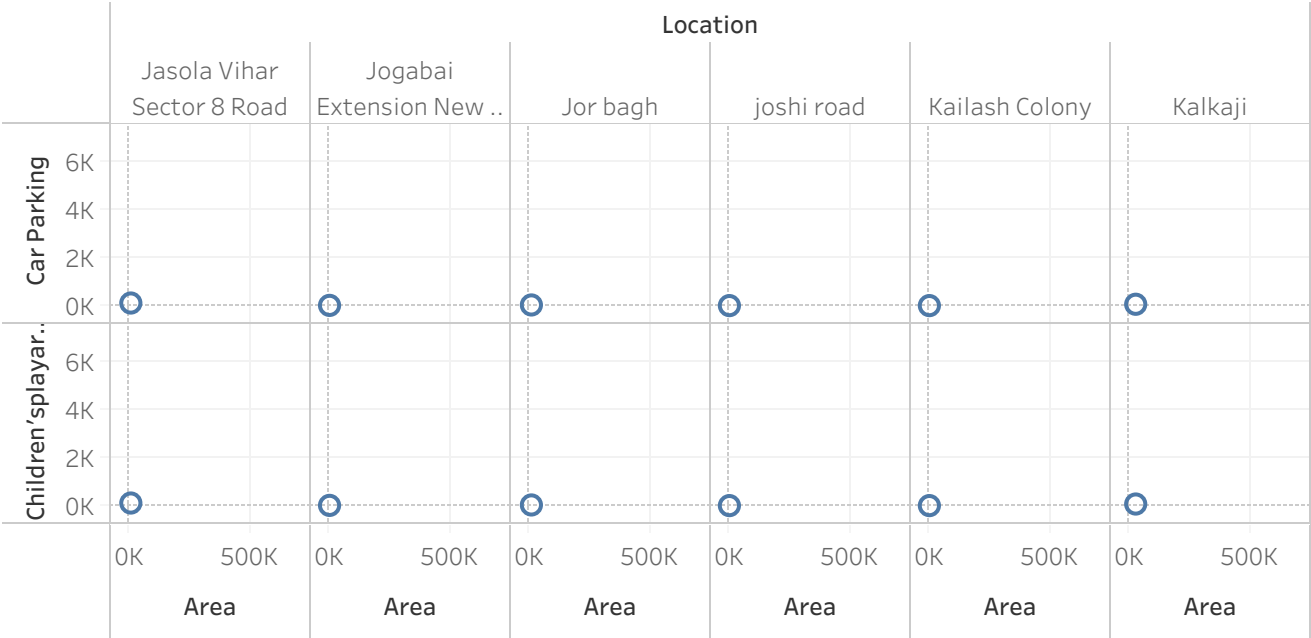 Location
Jasola Vihar
Sector 8 Road
Jogabai
Extension New ..
Jor bagh
joshi road
Kailash Colony
Kalkaji
Car Parking
6K
4K
2K
0K
Children'splayar..
6K
4K
2K
0K
0K 500K 0K 500K 0K 500K 0K 500K 0K 500K 0K 500K
Area Area Area Area Area Area